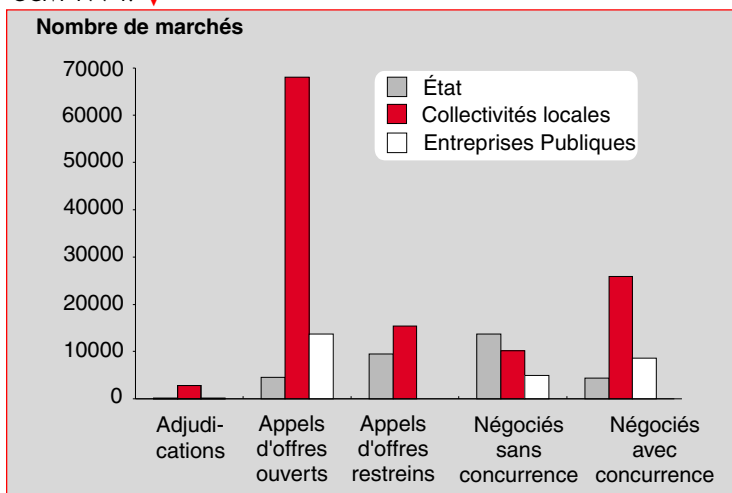 Nombre de marchés
70000
60000
50000
40000
30000
20000
10000
0
État
Collectivités locales
Entreprises Publiques
Adjudi-
cations
Appels
d'offres
ouverts
Appels
d'offres
restreins
Négociés
sans
concurrence
Négociés
avec
concurrence